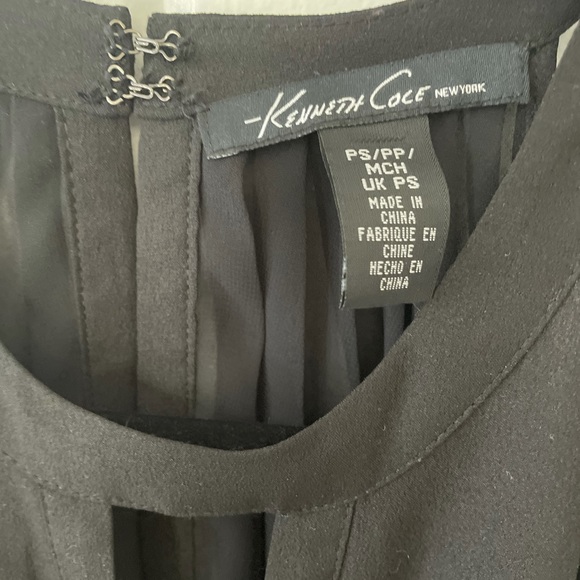 Kenneth Cole NEW YORK
PS/PP/
MCH
UK PS
MADE IN
CHINA
FABRIQUE EN
CHINE
HECHO EN
CHINA